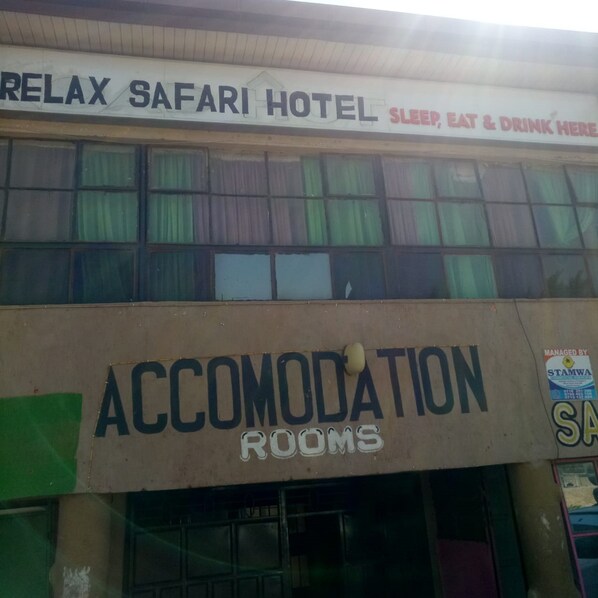 RELAX SAFARI HOTEL SLEEP, EAT & DRINK HERE
ACCOMODATION
ROOMS
MANAGED BY
STAMWA
SA